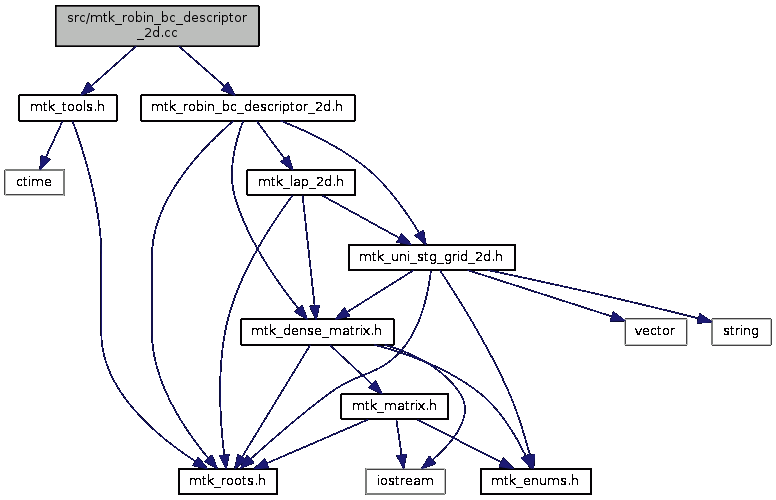 src/mtk_robin_bc_descriptor
_2d.cc
mtk_tools.h
mtk_robin_bc_descriptor_2d.h
ctime
mtk_lap_2d.h
mtk_uni_stg_grid_2d.h
mtk_dense_matrix.h
vector
string
mtk_matrix.h
mtk_roots.h
iostream
mtk_enums.h